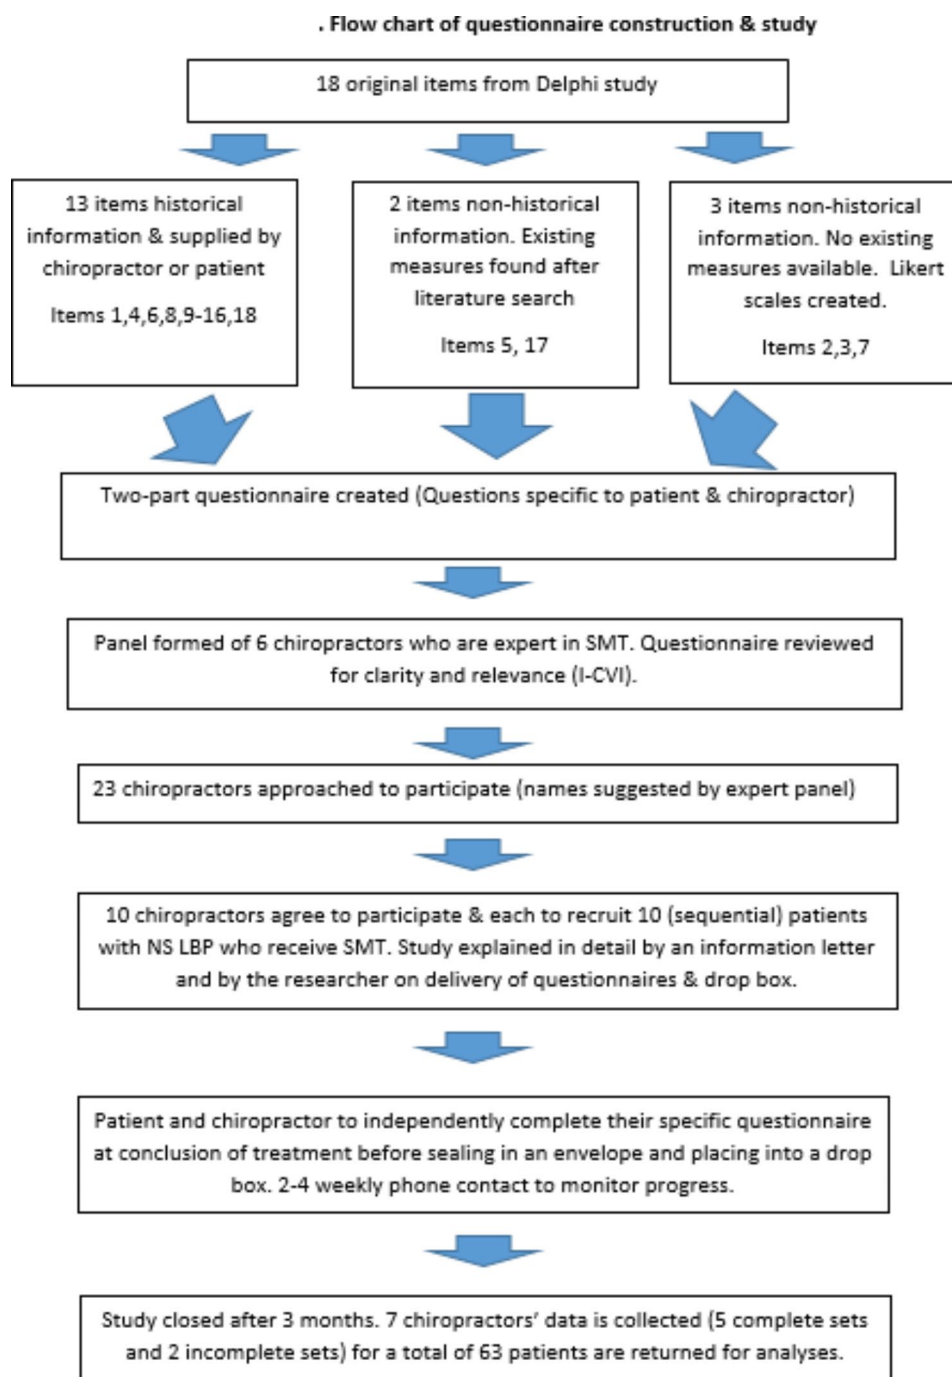 . Flow chart of questionnaire construction & study
18 original items from Delphi study
13 items historical
information & supplied by
chiropractor or patient
Items 1,4,6,8,9-16,18
2 items non-historical
information. Existing
measures found after
literature search
Items 5, 17
3 items non-historical
information. No existing
measures available. Likert
scales created.
Items 2,3,7
Two-part questionnaire created (Questions specific to patient & chiropractor)
Panel formed of 6 chiropractors who are expert in SMT. Questionnaire reviewed
for clarity and relevance (I-CVI).
23 chiropractors approached to participate (names suggested by expert panel)
10 chiropractors agree to participate & each to recruit 10 (sequential) patients
with NS LBP who receive SMT. Study explained in detail by an information letter
and by the researcher on delivery of questionnaires & drop box.
Patient and chiropractor to independently complete their specific questionnaire
at conclusion of treatment before sealing in an envelope and placing into a drop
box. 2-4 weekly phone contact to monitor progress.
Study closed after 3 months. 7 chiropractors’ data is collected (5 complete sets
and 2 incomplete sets) for a total of 63 patients are returned for analyses.